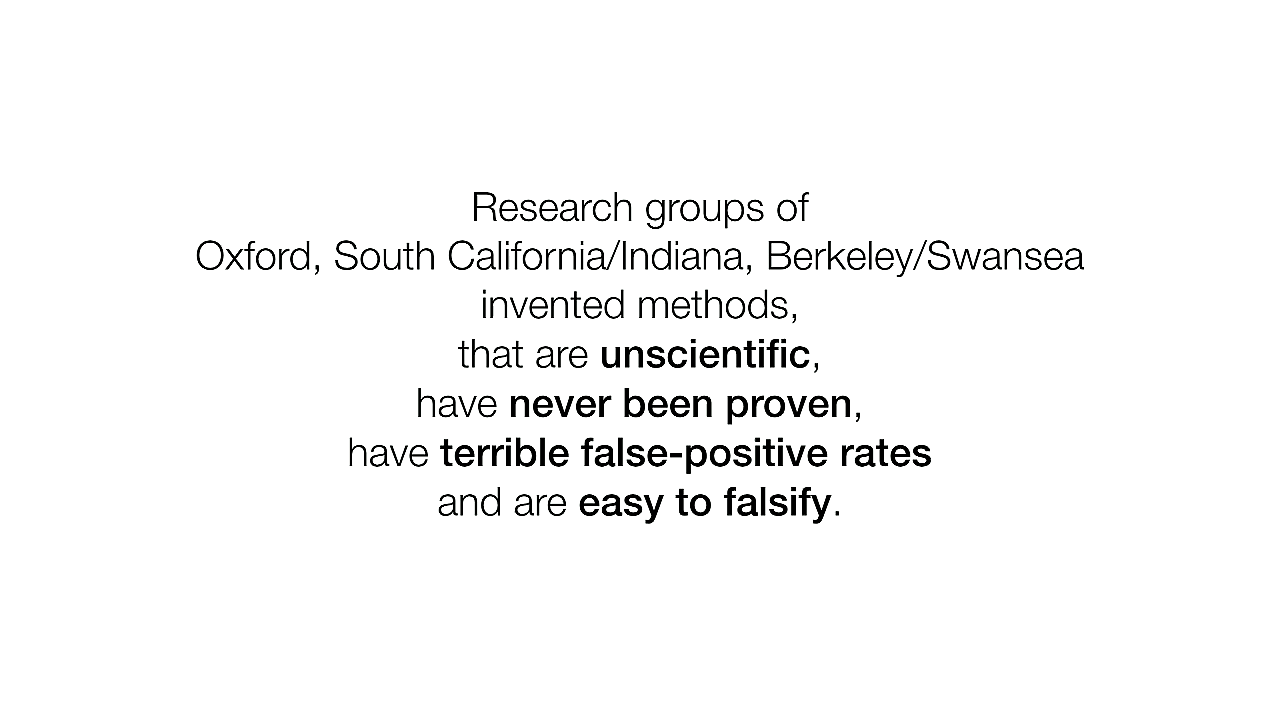 Research groups of
Oxford, South California/Indiana, Berkeley/Swansea
invented methods,
that are unscientific,
have never been proven,
have terrible false-positive rates
and are easy to falsify.